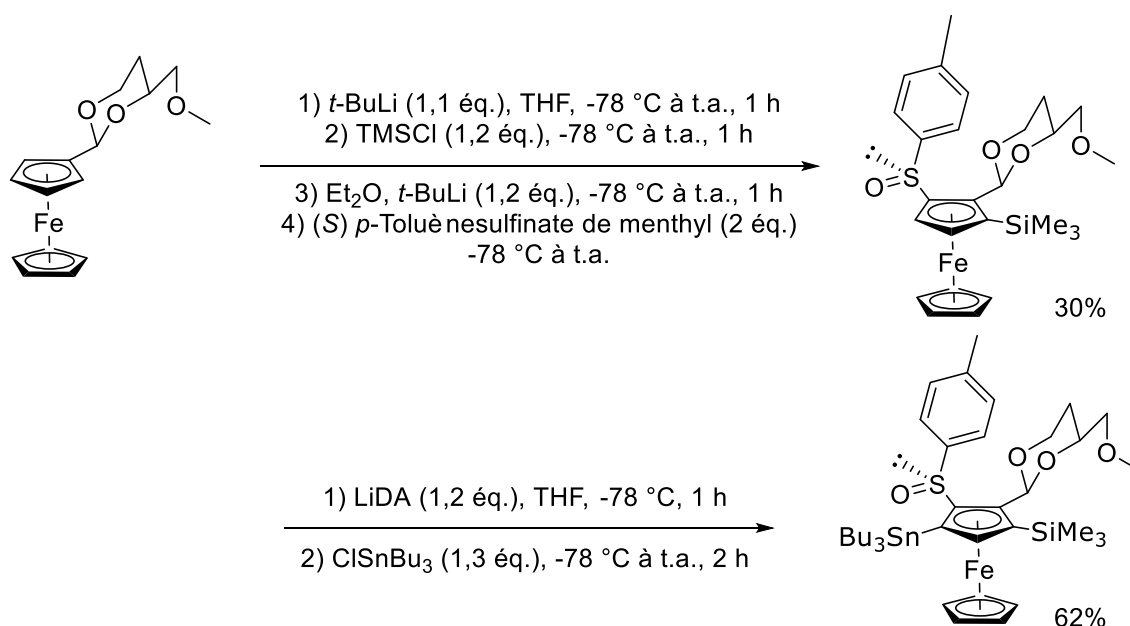 1) t-BuLi (1,1 éq.), THF, -78 °C à t.a., 1 h
2) TMSCl (1,2 éq.), -78 °C à t.a., 1 h
3) Et2O, t-BuLi (1,2 éq.), -78 °C à t.a., 1 h
4) (S) p-Toluènesulfinate de menthyl (2 éq.)
-78 °C à t.a.
O
O
O
Fe
O
S
O
O
O
SiMe3
Fe
30%
1) LiDA (1,2 éq.), THF, -78 °C, 1 h
2) ClSnBu3 (1,3 éq.), -78 °C à t.a., 2 h
O
S
O
O
O
Bu3Sn
SiMe3
Fe
62%